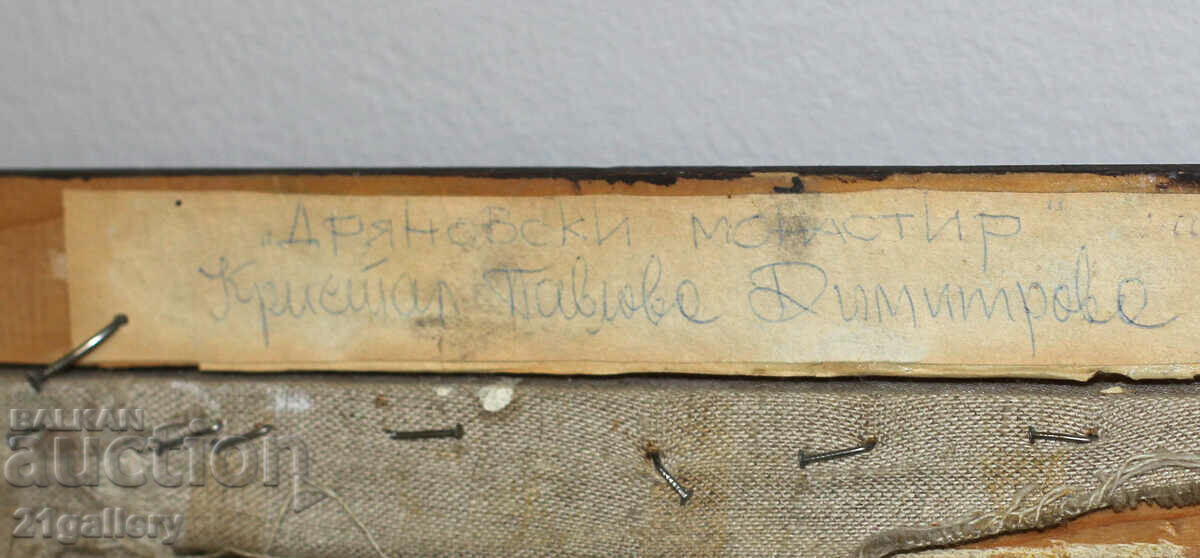 „Дряновски монастир"
Кристал Павлова Димитрова
BALKAN
auction
21gallery